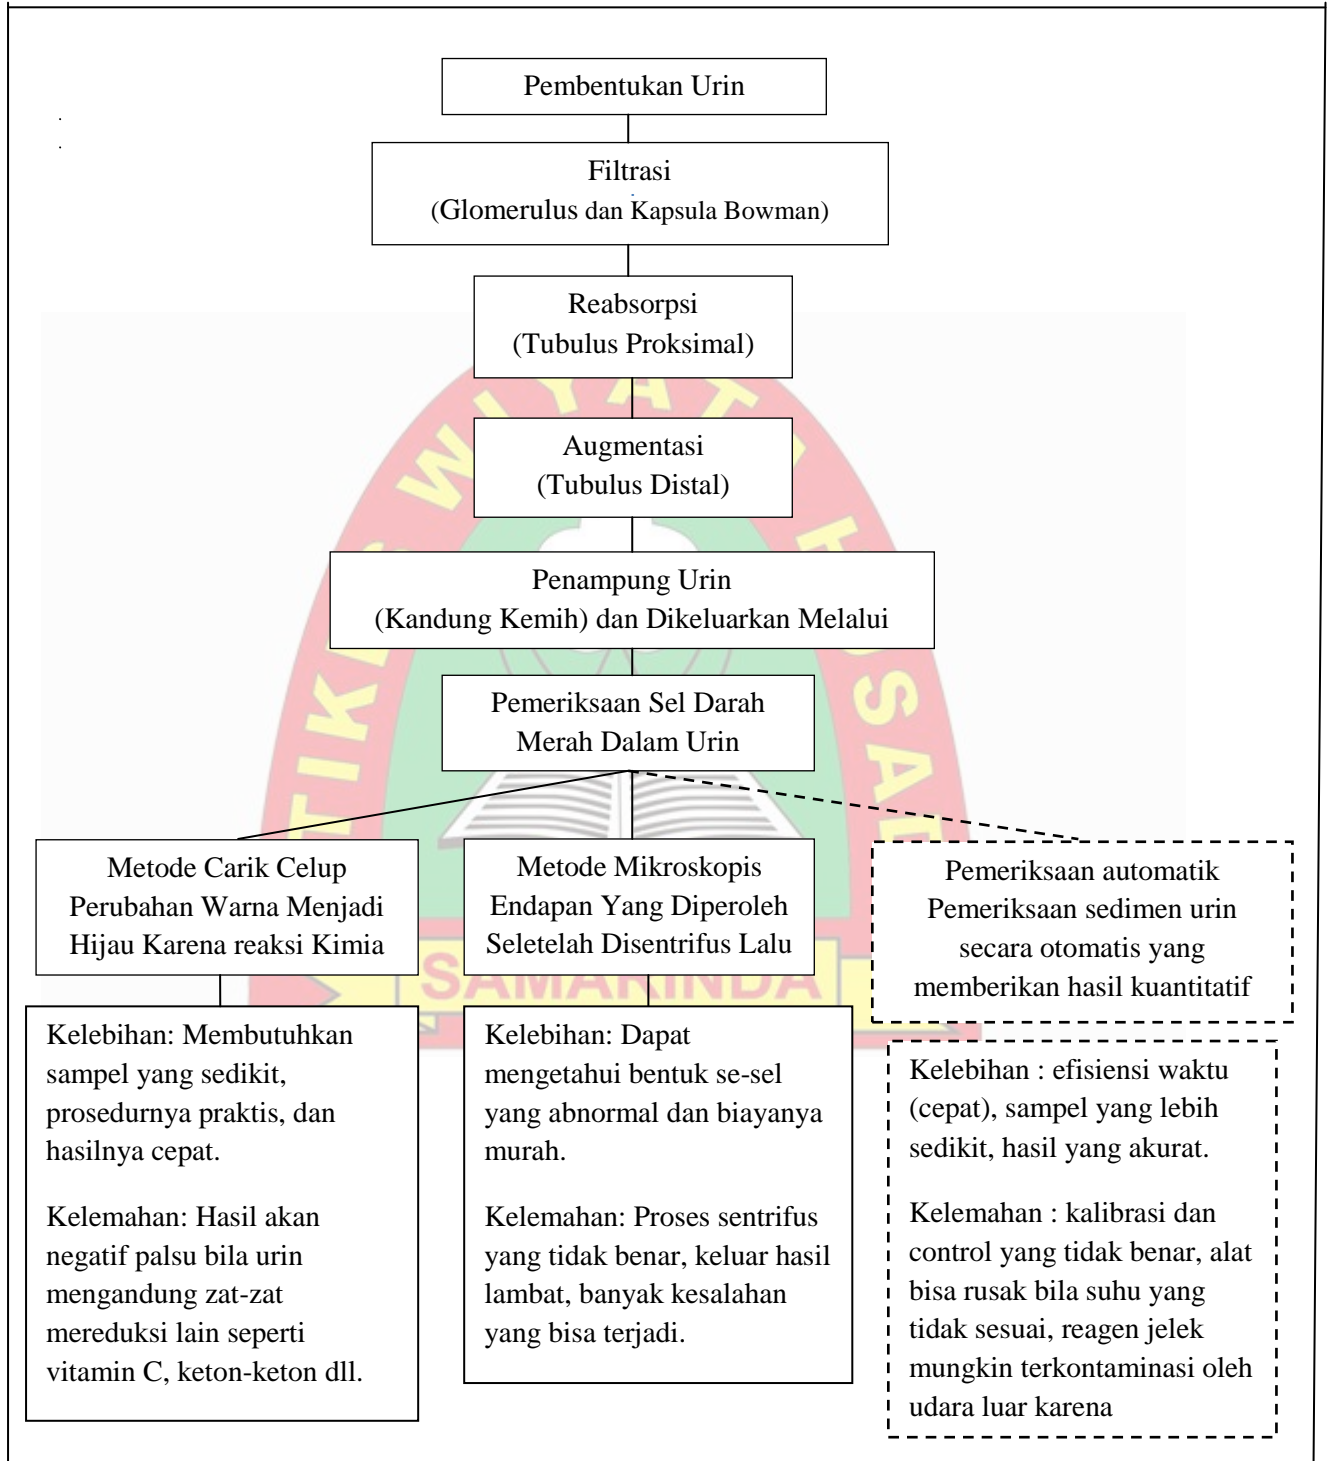 Pembentukan Urin
Filtrasi
(Glomerulus dan Kapsula Bowman)
Reabsorpsi
(Tubulus Proksimal)
Augmentasi
(Tubulus Distal)
Penampung Urin
(Kandung Kemih) dan Dikeluarkan Melalui
Pemeriksaan Sel Darah
Merah Dalam Urin
Metode Carik Celup
Perubahan Warna Menjadi
Hijau Karena reaksi Kimia
Metode Mikroskopis
Endapan Yang Diperoleh
Seletelah Disentrifus Lalu
Pemeriksaan automatik
Pemeriksaan sedimen urin
secara otomatis yang
memberikan hasil kuantitatif
Kelebihan: Membutuhkan
sampel yang sedikit,
prosedurnya praktis, dan
hasilnya cepat.
Kelemahan: Hasil akan
negatif palsu bila urin
mengandung zat-zat
mereduksi lain seperti
vitamin C, keton-keton dll.
Kelebihan: Dapat
mengetahui bentuk se-sel
yang abnormal dan biayanya
murah.
Kelemahan: Proses sentrifus
yang tidak benar, keluar hasil
lambat, banyak kesalahan
yang bisa terjadi.
Kelebihan : efisiensi waktu
(cepat), sampel yang lebih
sedikit, hasil yang akurat.
Kelemahan : kalibrasi dan
control yang tidak benar, alat
bisa rusak bila suhu yang
tidak sesuai, reagen jelek
mungkin terkontaminasi oleh
udara luar karena
WIYATA
SAMARINDA